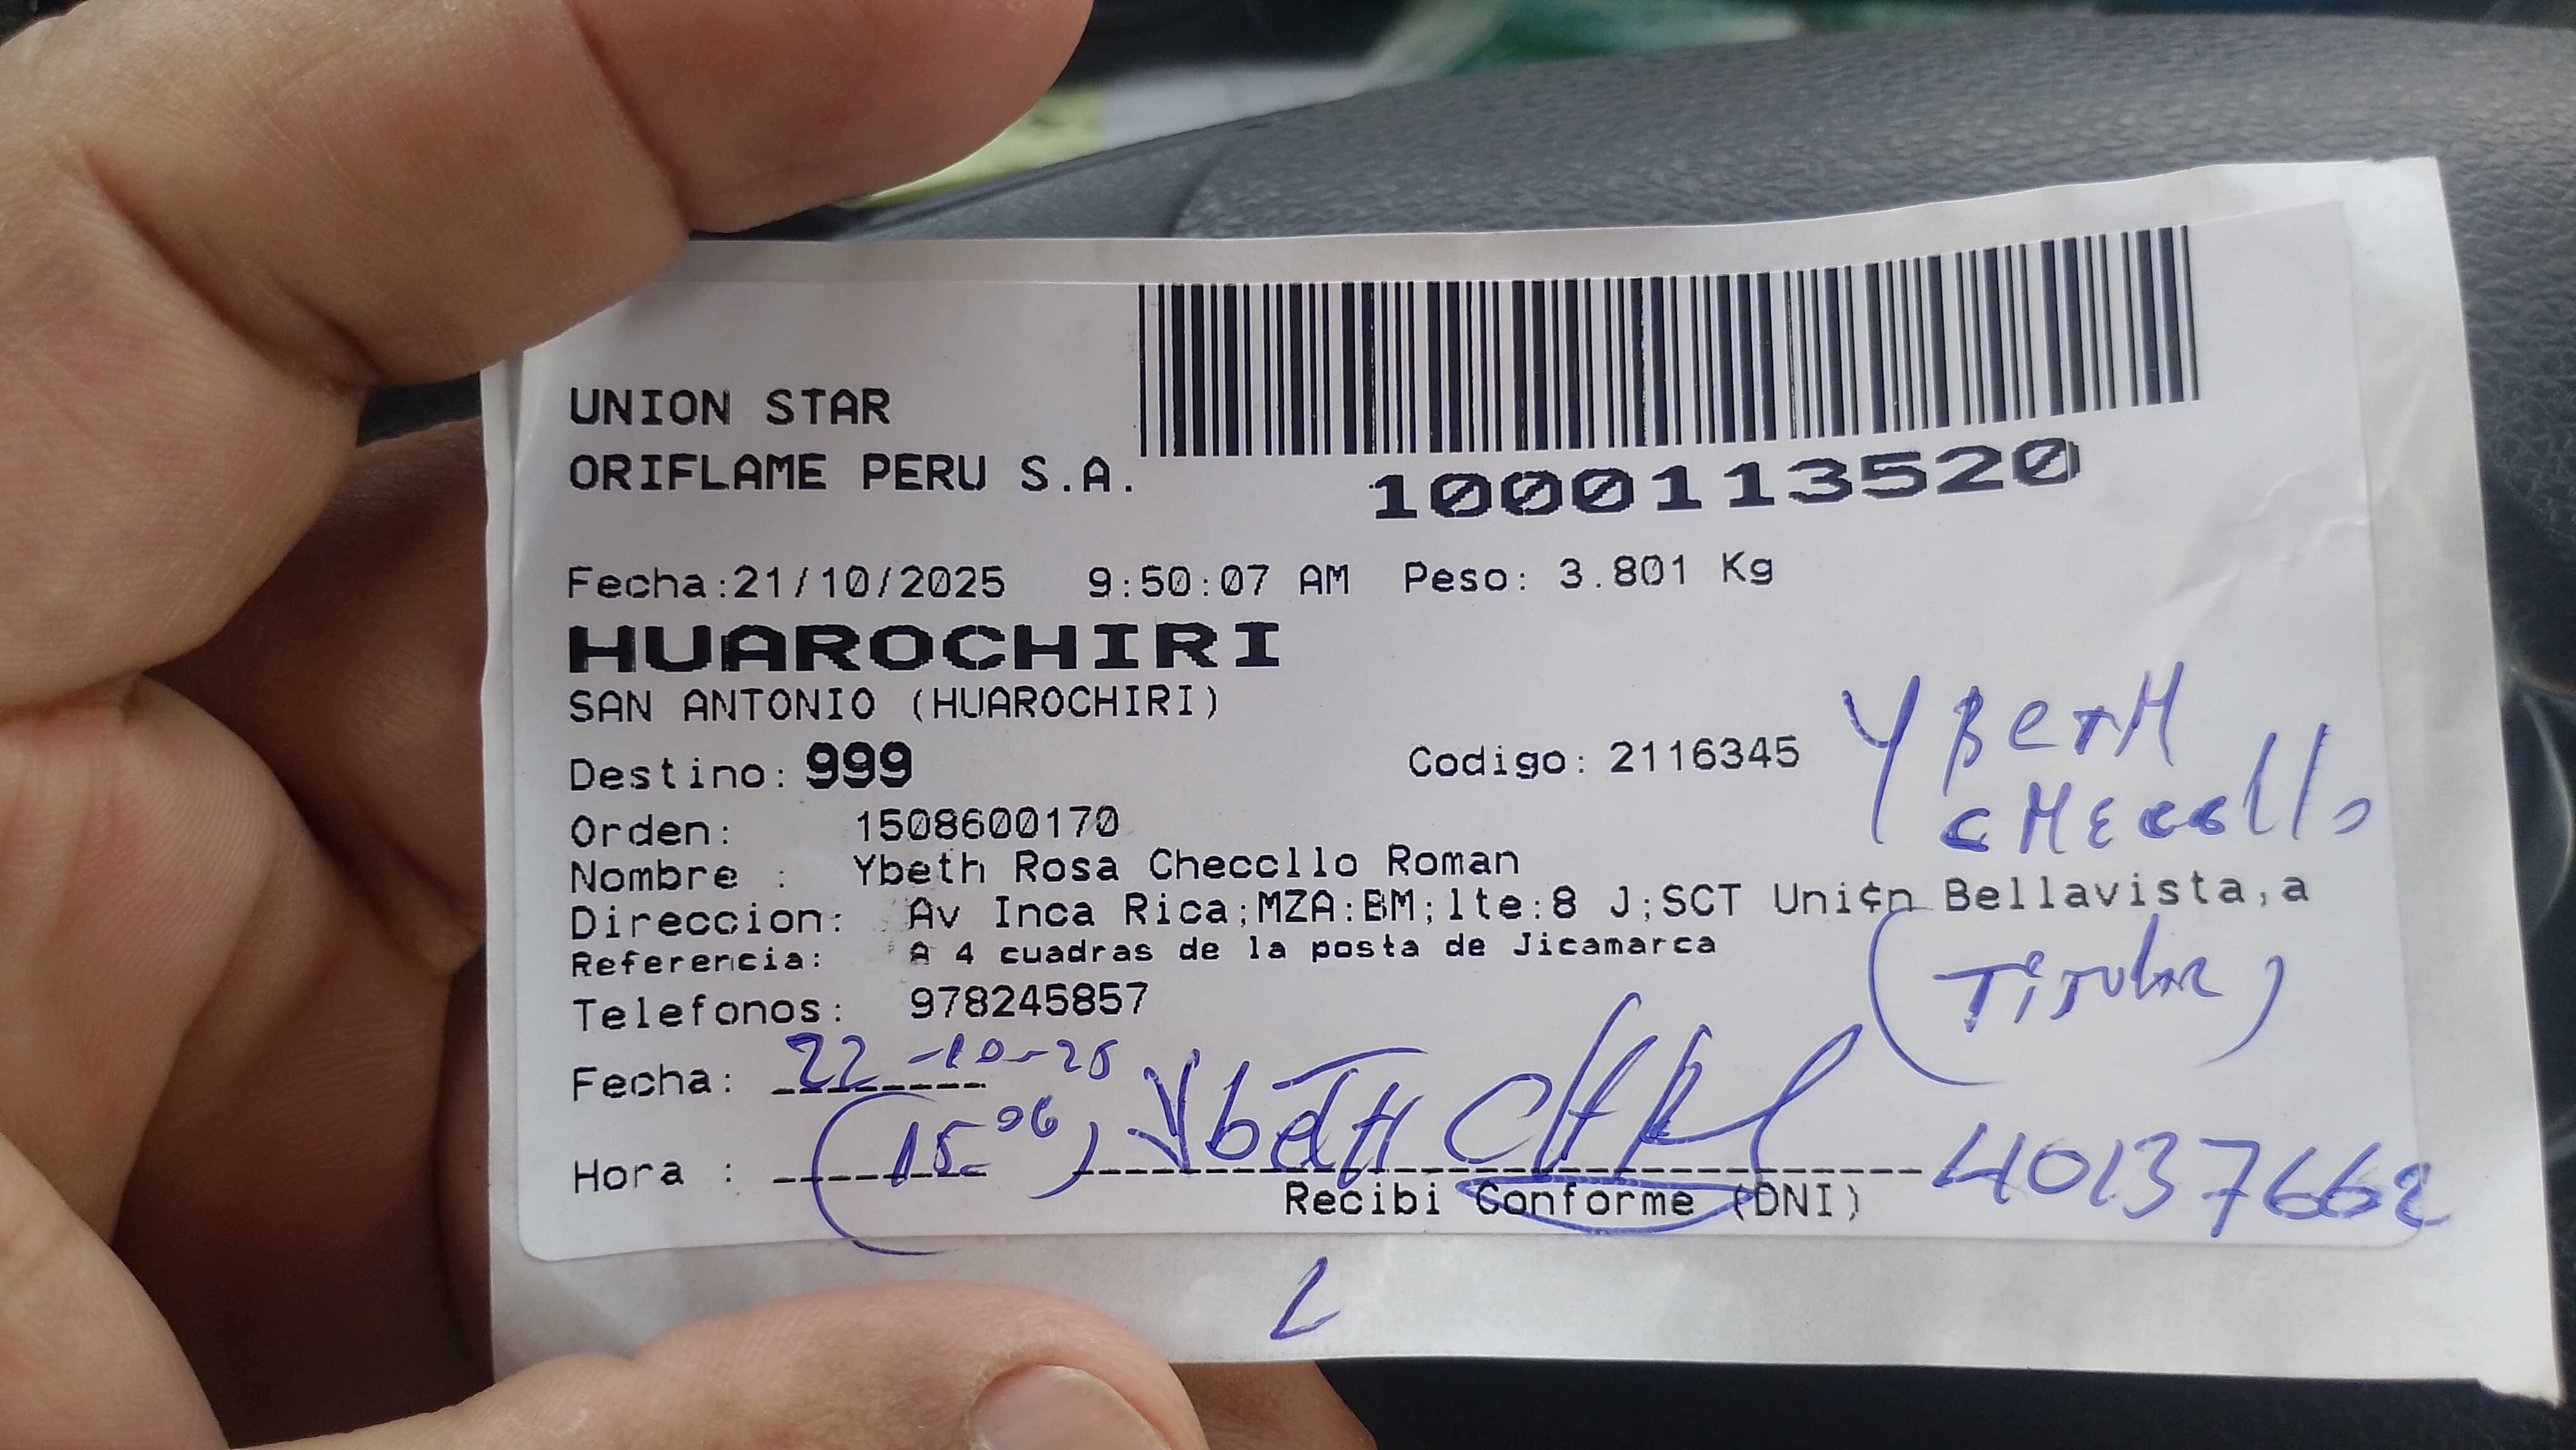 UNION STAR
ORIFLAME PERU S.A.
1000113520
Fecha:21/10/2025 9:50:07 AM Peso: 3.801 Kg
HUAROCHIRI
SAN ANTONIO (HUAROCHIRI)
Destino: 999 Codigo: 2116345
YBeTH
CHEccllo
Orden: 1508600170
Nombre : Ybeth Rosa Checcllo Roman
Direccion: Av Inca Rica;MZA:BM;lte:8 J;SCT Uni¢n Bellavista,a
Referencia: A 4 cuadras de la posta de Jicamarca
(Titular)
Telefonos: 978245857
Fecha: 22-10-25
Hora : (15 06) YbeTH 40137662
Recibi Conforme (DNI)